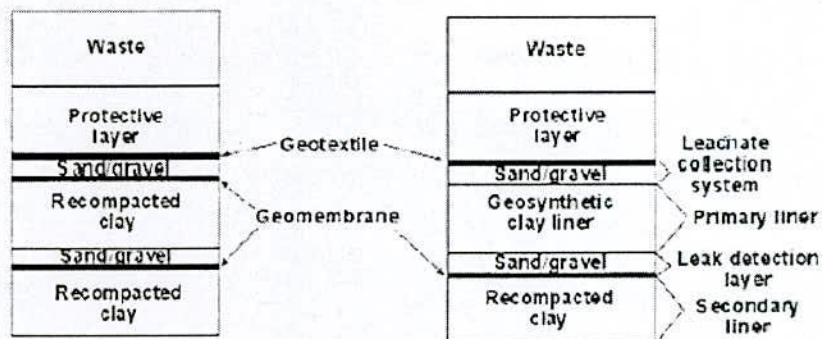 Waste
Protective
layer
Sand/gravel
Recompacted
clay
Sand/gravel
Recompacted
clay
Geotextile
Geomembrane
Waste
Protective
layer
Sand/gravel
Geosynthetic
clay liner
Sand/gravel
Recompacted
clay
Leachate
collection
system
Primary liner
Leak detection
layer
Secondary
liner